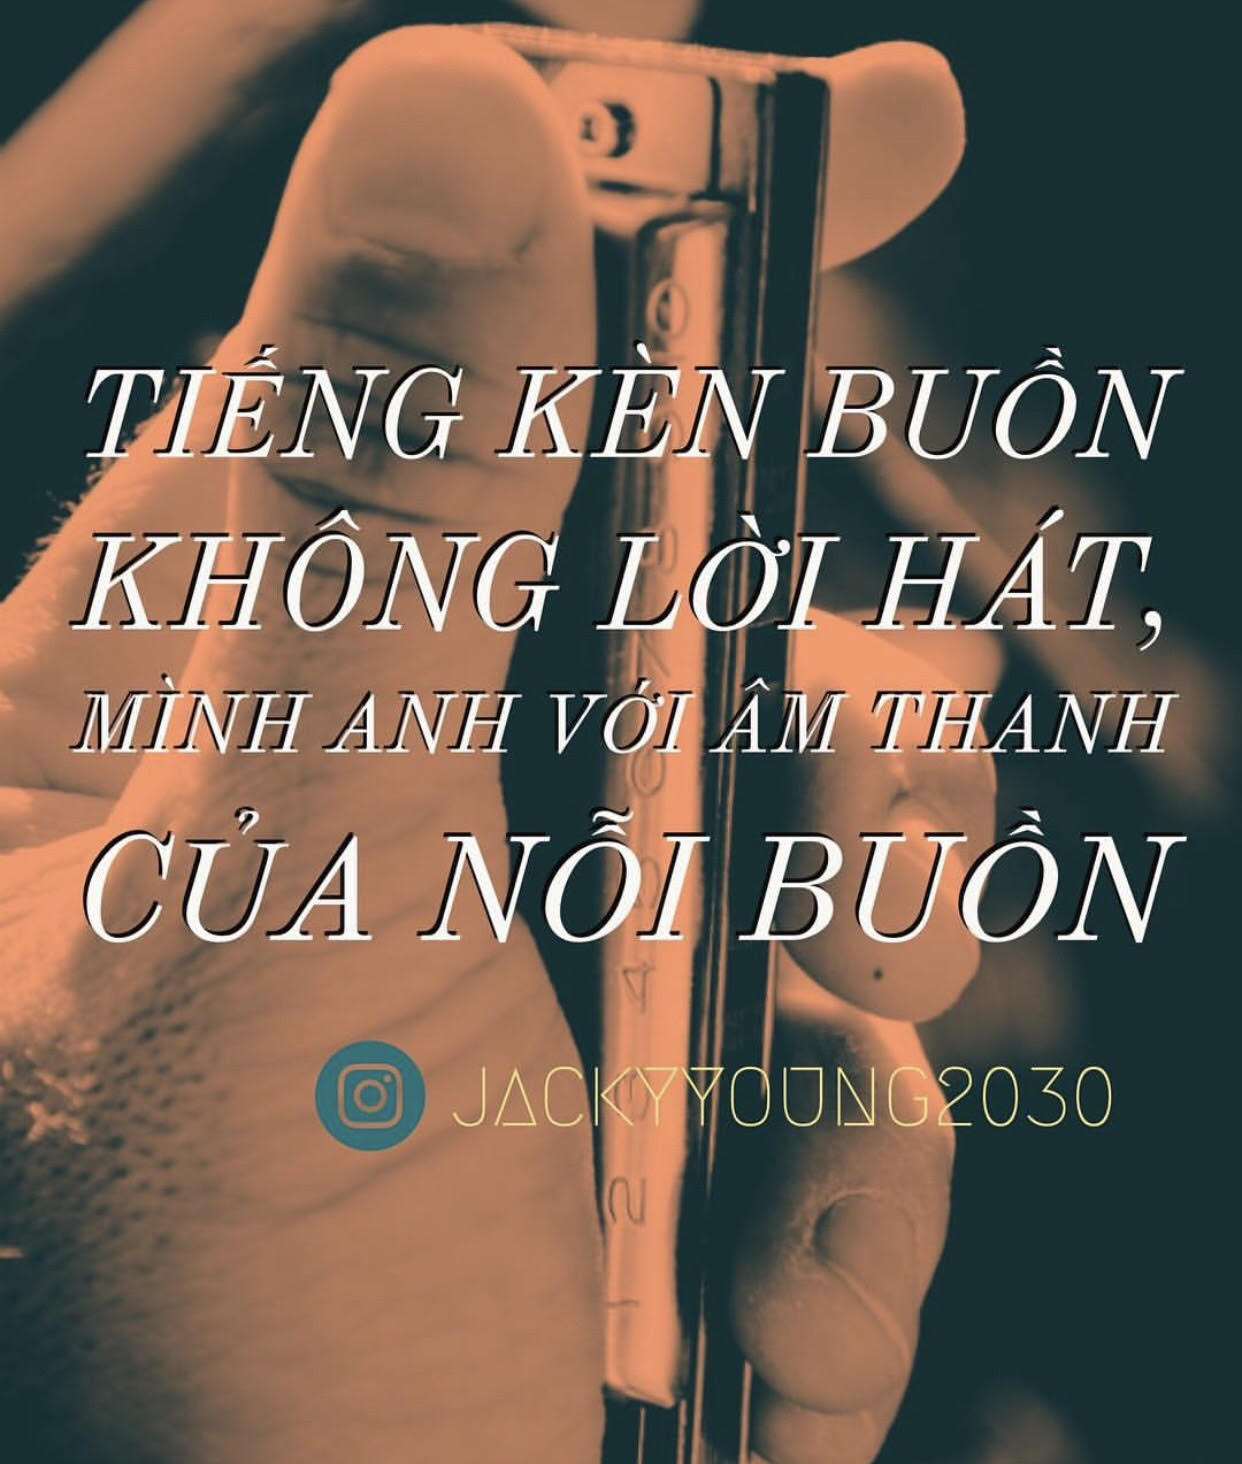 TIẾNG KÈN BUỒN
KHÔNG LỜI HÁT,
MÌNH ANH VỚI ÂM THANH
CỦA NỖI BUỒN
JACKYYOUNG2030